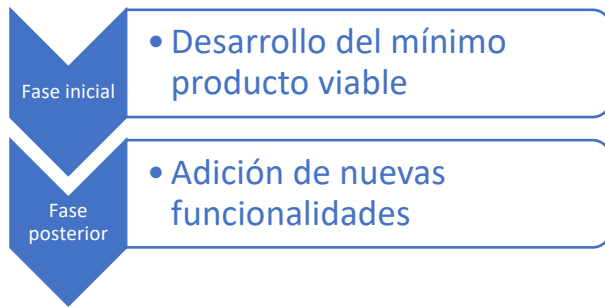 Fase inicial
• Desarrollo del mínimo
producto viable
Fase
posterior
• Adición de nuevas
funcionalidades